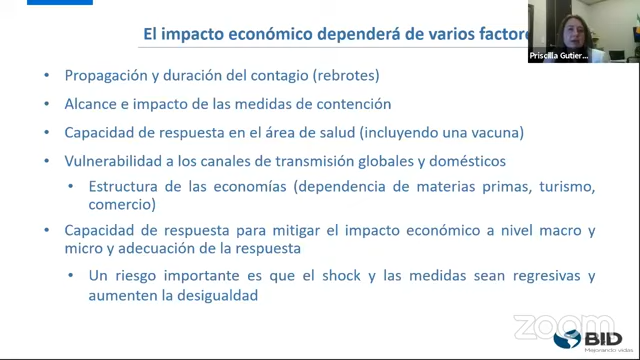 El impacto económico dependerá de varios factore
Priscilla Gutier...
• Propagación y duración del contagio (rebrotes)
• Alcance e impacto de las medidas de contención
• Capacidad de respuesta en el área de salud (incluyendo una vacuna)
• Vulnerabilidad a los canales de transmisión globales y domésticos
• Estructura de las economías (dependencia de materias primas, turismo,
comercio)
• Capacidad de respuesta para mitigar el impacto económico a nivel macro y
micro y adecuación de la respuesta
• Un riesgo importante es que el shock y las medidas sean regresivas y
aumenten la desigualdad
zoom
BID
Mejorando vidas